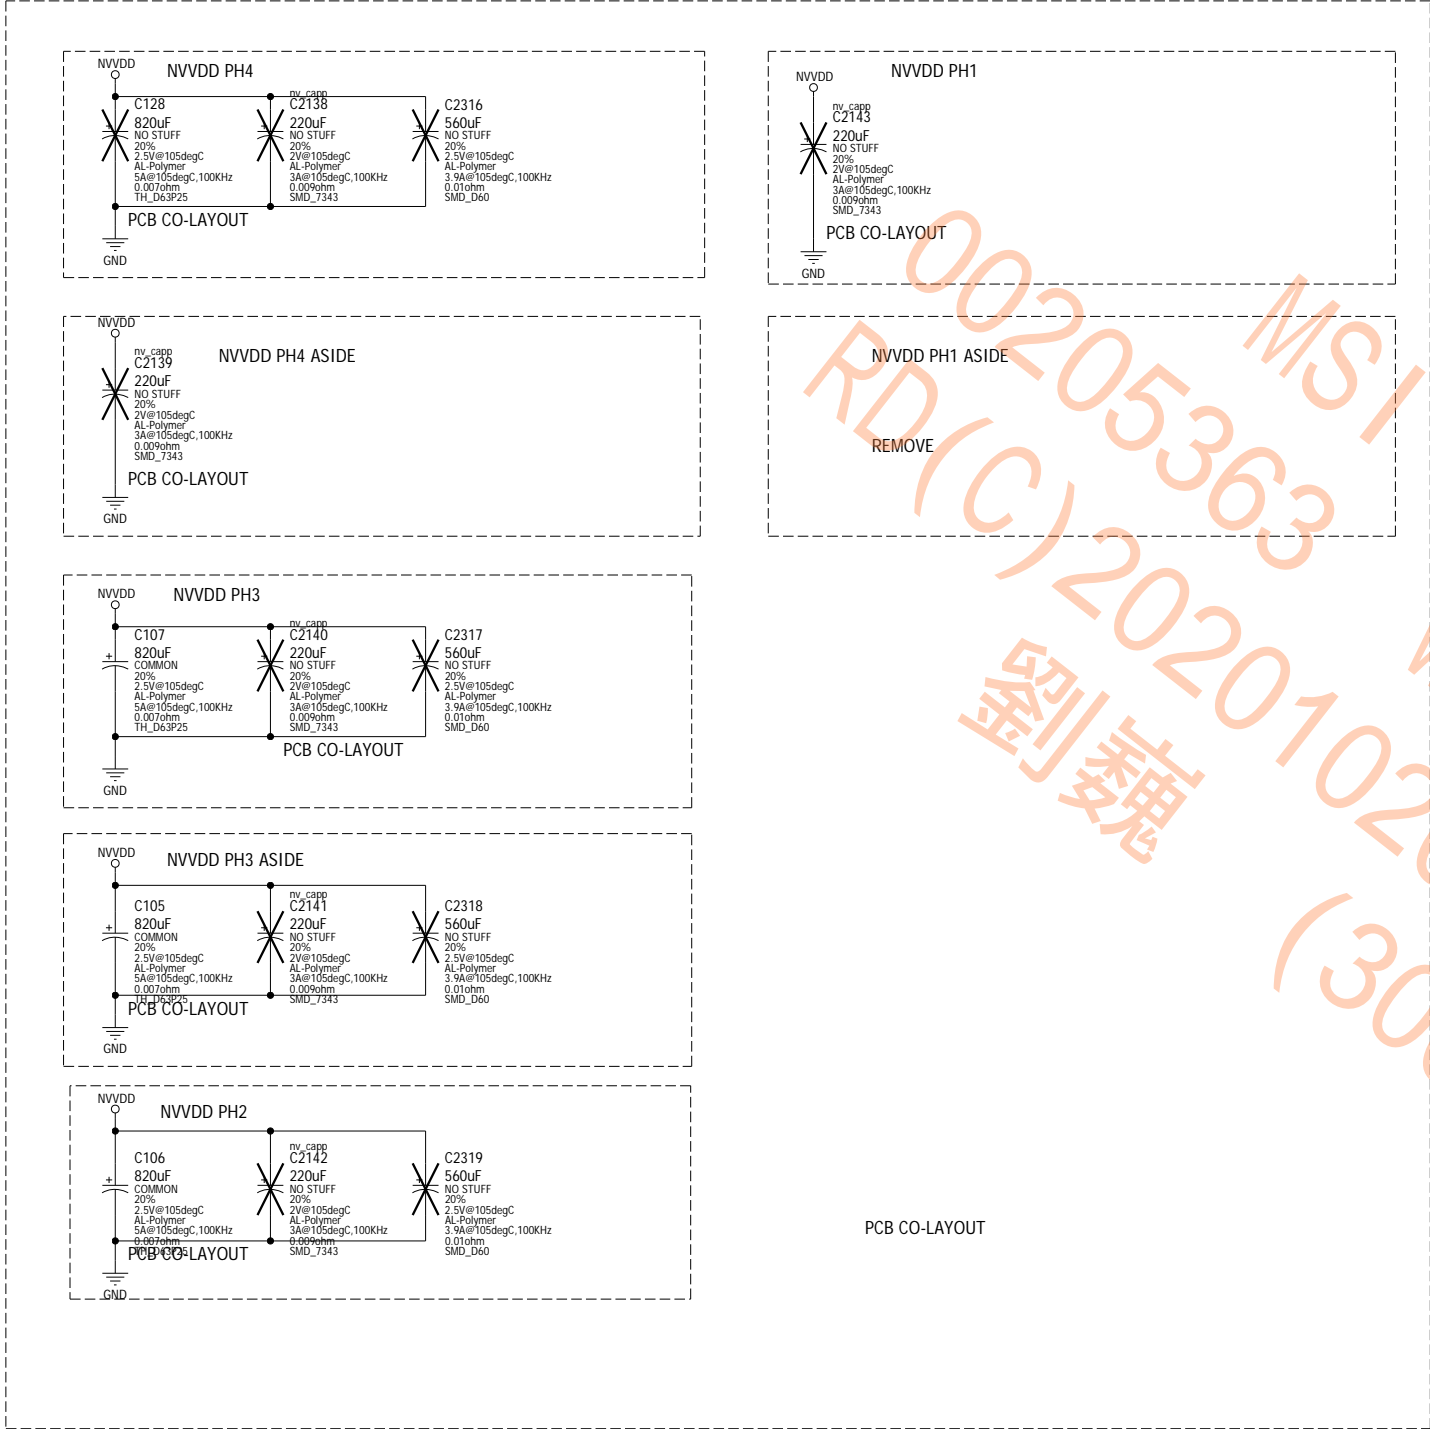 NVVDD
NVVDD PH4
C128
820uF
NO STUFF
20%
2.5V@105degC
AL-Polymer
5A@105degC,100KHz
0.007ohm
TH_D63P25
nv_capp
C2138
220uF
NO STUFF
20%
2V@105degC
AL-Polymer
3A@105degC,100KHz
0.009ohm
SMD_7343
C2316
560uF
NO STUFF
20%
2.5V@105degC
AL-Polymer
3.9A@105degC,100KHz
0.01ohm
SMD_D60
PCB CO-LAYOUT
GND
NVVDD
NVVDD PH1
nv_capp
C2143
220uF
NO STUFF
20%
2V@105degC
AL-Polymer
3A@105degC,100KHz
0.009ohm
SMD_7343
PCB CO-LAYOUT
GND
NVVDD
NVVDD PH4 ASIDE
nv_capp
C2139
220uF
NO STUFF
20%
2V@105degC
AL-Polymer
3A@105degC,100KHz
0.009ohm
SMD_7343
PCB CO-LAYOUT
GND
NVVDD PH1 ASIDE
REMOVE
NVVDD
NVVDD PH3
C107
820uF
COMMON
20%
2.5V@105degC
AL-Polymer
5A@105degC,100KHz
0.007ohm
TH_D63P25
nv_capp
C2140
220uF
NO STUFF
20%
2V@105degC
AL-Polymer
3A@105degC,100KHz
0.009ohm
SMD_7343
C2317
560uF
NO STUFF
20%
2.5V@105degC
AL-Polymer
3.9A@105degC,100KHz
0.01ohm
SMD_D60
PCB CO-LAYOUT
GND
NVVDD
NVVDD PH3 ASIDE
C105
820uF
COMMON
20%
2.5V@105degC
AL-Polymer
5A@105degC,100KHz
0.007ohm
TH_D63P25
nv_capp
C2141
220uF
NO STUFF
20%
2V@105degC
AL-Polymer
3A@105degC,100KHz
0.009ohm
SMD_7343
C2318
560uF
NO STUFF
20%
2.5V@105degC
AL-Polymer
3.9A@105degC,100KHz
0.01ohm
SMD_D60
PCB CO-LAYOUT
GND
NVVDD
NVVDD PH2
C106
820uF
COMMON
20%
2.5V@105degC
AL-Polymer
5A@105degC,100KHz
0.007ohm
TH_D63P25
nv_capp
C2142
220uF
NO STUFF
20%
2V@105degC
AL-Polymer
3A@105degC,100KHz
0.009ohm
SMD_7343
C2319
560uF
NO STUFF
20%
2.5V@105degC
AL-Polymer
3.9A@105degC,100KHz
0.01ohm
SMD_D60
PCB CO-LAYOUT
GND
PCB CO-LAYOUT
MSI
00205363
RD(C)2020102
劉巍
(30